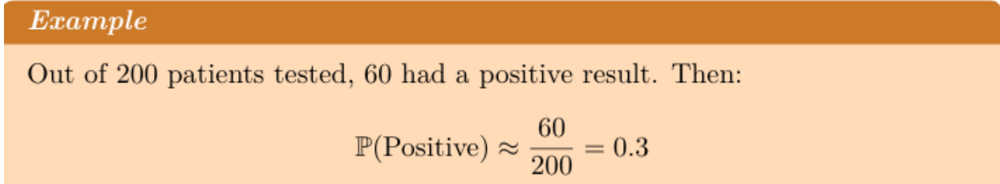 Example
Out of 200 patients tested, 60 had a positive result. Then:
ℙ(Positive) ≈ 60/200 = 0.3